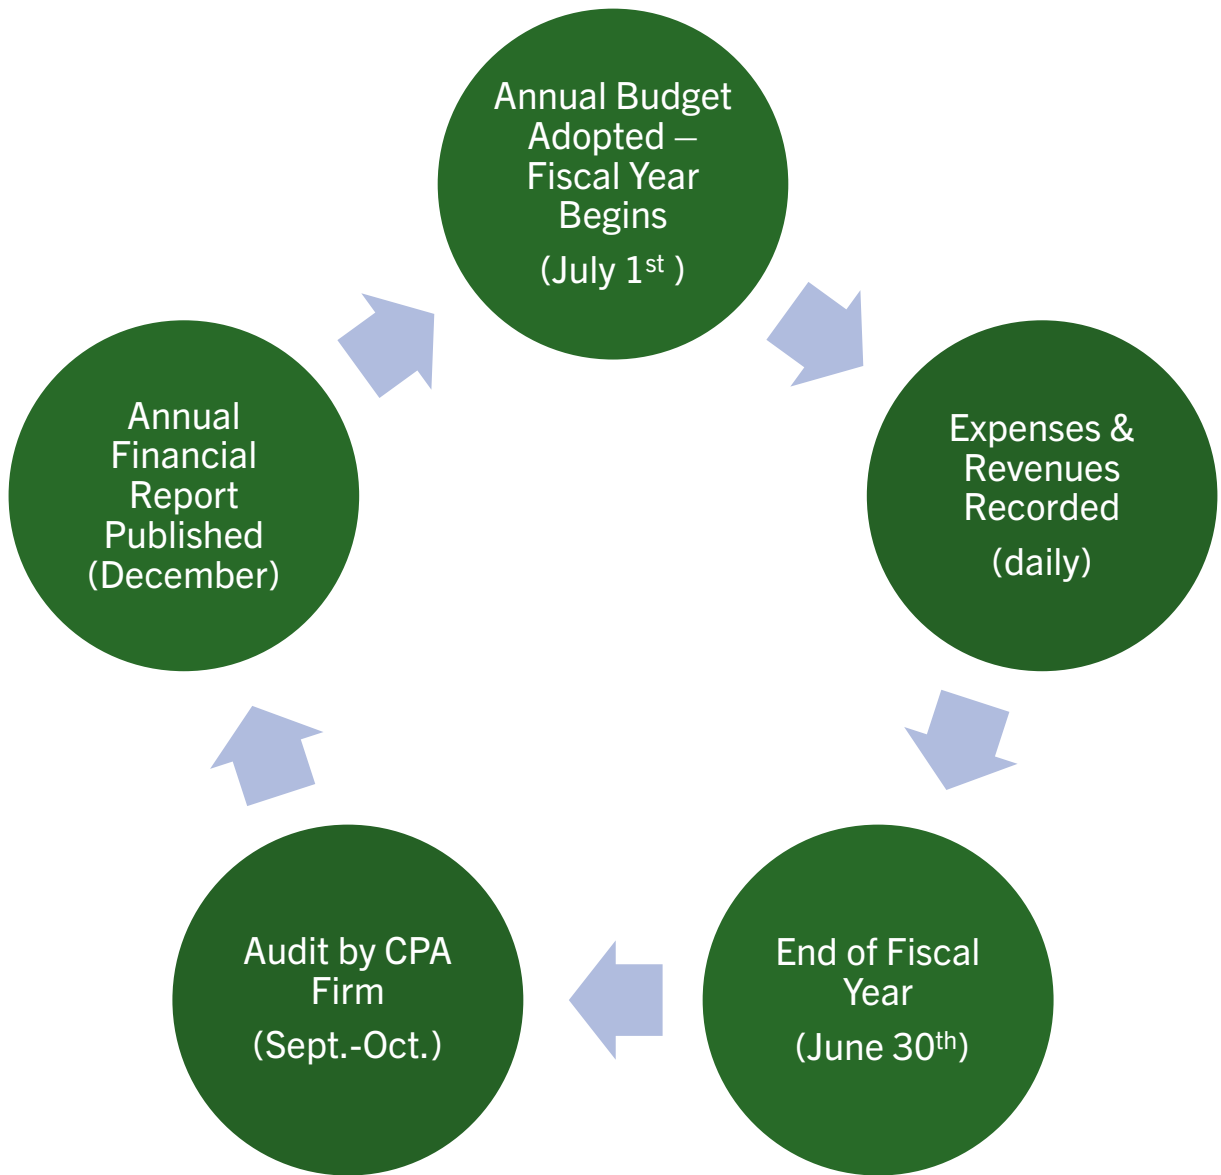 Annual Budget
Adopted –
Fiscal Year
Begins
(July 1st )
Expenses &
Revenues
Recorded
(daily)
End of Fiscal
Year
(June 30th)
Audit by CPA
Firm
(Sept.-Oct.)
Annual
Financial
Report
Published
(December)